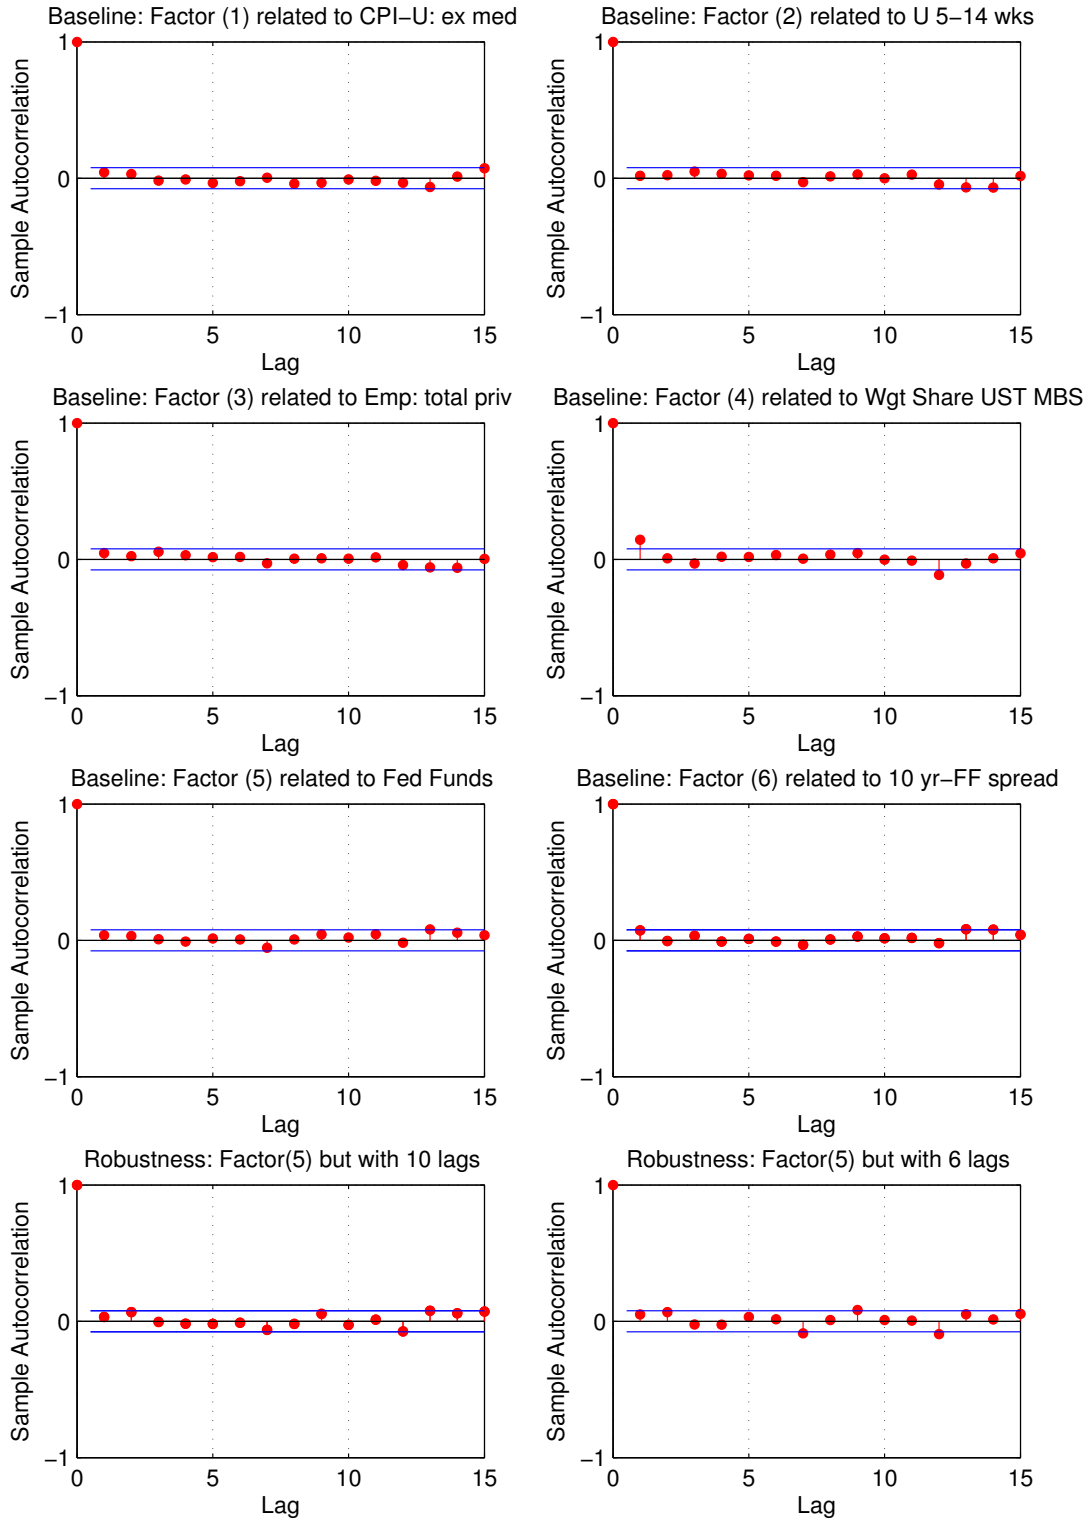 Baseline: Factor (1) related to CPI−U: ex med
Sample Autocorrelation
1
0
−1
0 5 10 15
Lag
Baseline: Factor (2) related to U 5−14 wks
Sample Autocorrelation
1
0
−1
0 5 10 15
Lag
Baseline: Factor (3) related to Emp: total priv
Sample Autocorrelation
1
0
−1
0 5 10 15
Lag
Baseline: Factor (4) related to Wgt Share UST MBS
Sample Autocorrelation
1
0
−1
0 5 10 15
Lag
Baseline: Factor (5) related to Fed Funds
Sample Autocorrelation
1
0
−1
0 5 10 15
Lag
Baseline: Factor (6) related to 10 yr−FF spread
Sample Autocorrelation
1
0
−1
0 5 10 15
Lag
Robustness: Factor(5) but with 10 lags
Sample Autocorrelation
1
0
−1
0 5 10 15
Lag
Robustness: Factor(5) but with 6 lags
Sample Autocorrelation
1
0
−1
0 5 10 15
Lag